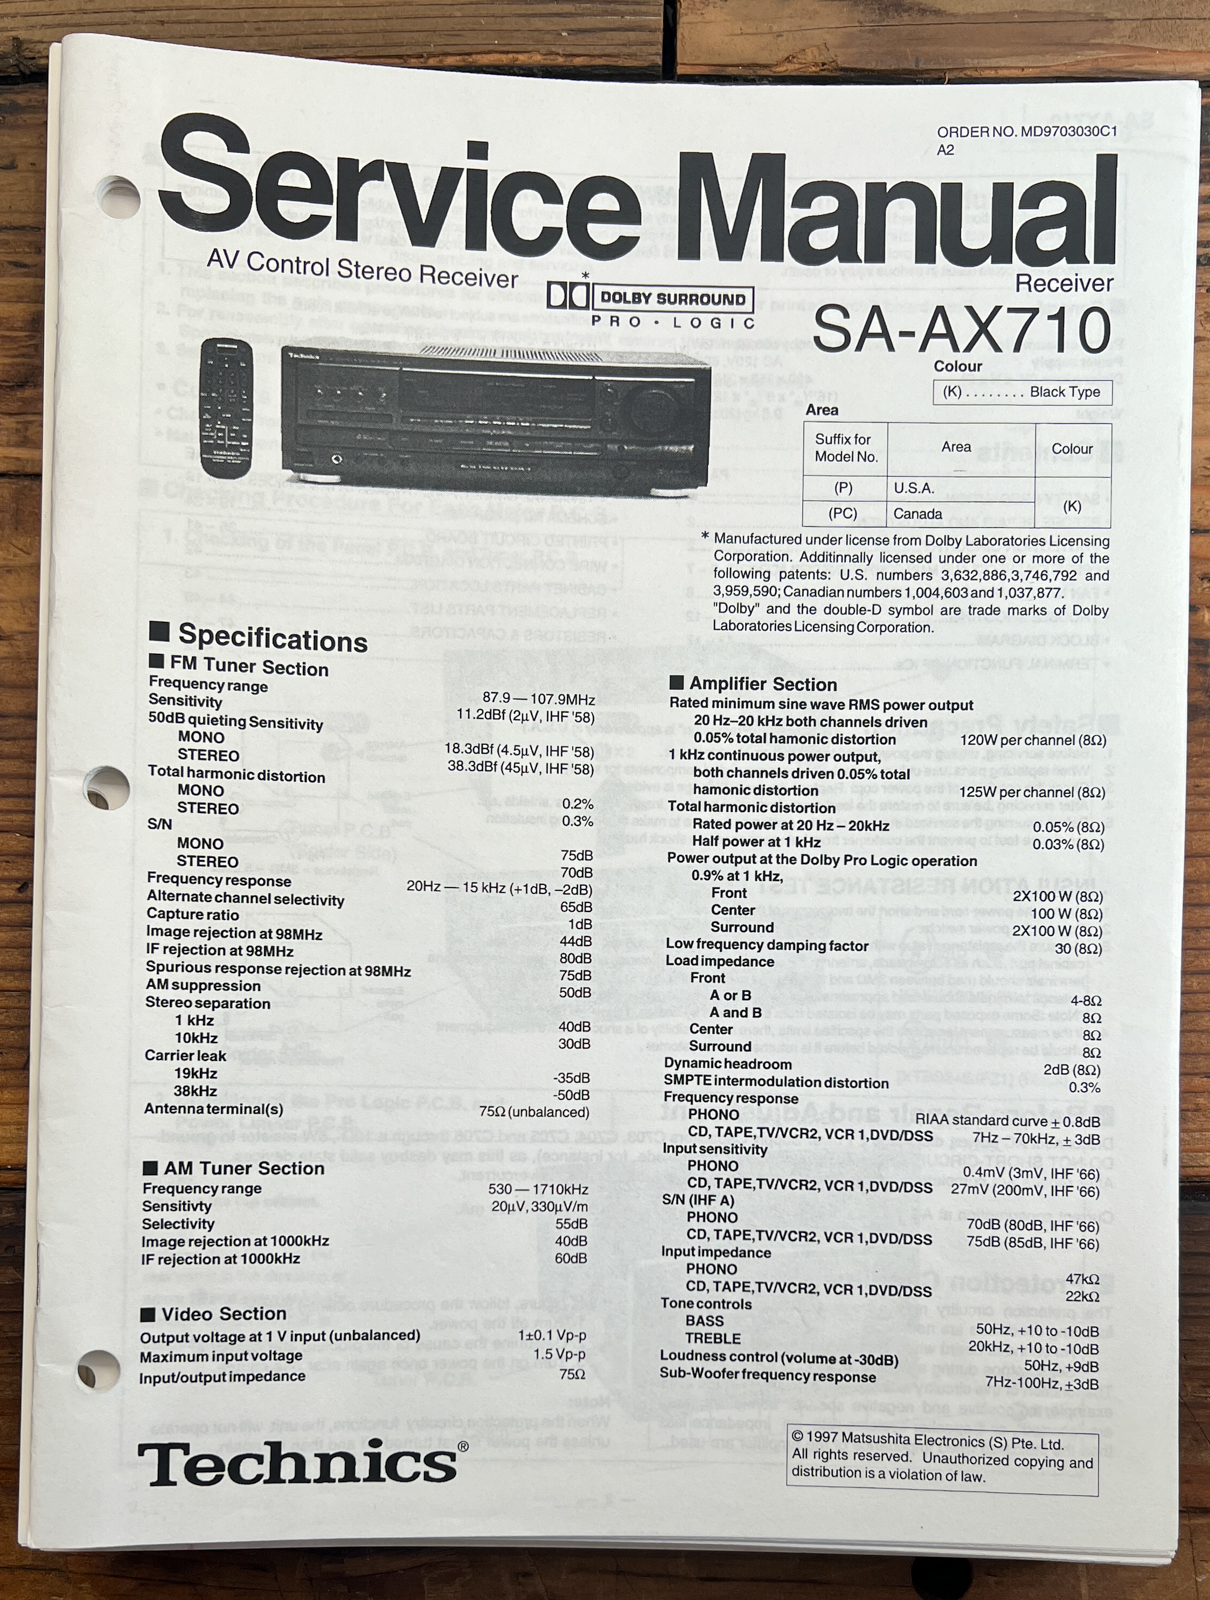 ORDER NO. MD9703030C1
A2
Service Manual
AV Control Stereo Receiver
*
DOLBY SURROUND
PRO · LOGIC
Receiver
SA-AX710
Colour
(K) ........ Black Type
Area
Suffix for Model No. Area Colour
(P) U.S.A. (K)
(PC) Canada
Technics
* Manufactured under license from Dolby Laboratories Licensing
Corporation. Additinnally licensed under one or more of the
following patents: U.S. numbers 3,632,886,3,746,792 and
3,959,590; Canadian numbers 1,004,603 and 1,037,877.
"Dolby" and the double-D symbol are trade marks of Dolby
Laboratories Licensing Corporation.
■ Specifications
■ FM Tuner Section
Frequency range 87.9 — 107.9MHz
Sensitivity 11.2dBf (2μV, IHF '58)
50dB quieting Sensitivity
MONO 18.3dBf (4.5μV, IHF '58)
STEREO 38.3dBf (45μV, IHF '58)
Total harmonic distortion
MONO 0.2%
STEREO 0.3%
S/N
MONO 75dB
STEREO 70dB
Frequency response 20Hz — 15 kHz (+1dB, –2dB)
Alternate channel selectivity 65dB
Capture ratio 1dB
Image rejection at 98MHz 44dB
IF rejection at 98MHz 80dB
Spurious response rejection at 98MHz 75dB
AM suppression 50dB
Stereo separation
1 kHz 40dB
10kHz 30dB
Carrier leak
19kHz -35dB
38kHz -50dB
Antenna terminal(s) 75Ω (unbalanced)
■ AM Tuner Section
Frequency range 530 — 1710kHz
Sensitivty 20μV, 330μV/m
Selectivity 55dB
Image rejection at 1000kHz 40dB
IF rejection at 1000kHz 60dB
■ Video Section
Output voltage at 1 V input (unbalanced) 1±0.1 Vp-p
Maximum input voltage 1.5 Vp-p
Input/output impedance 75Ω
■ Amplifier Section
Rated minimum sine wave RMS power output
20 Hz–20 kHz both channels driven
0.05% total hamonic distortion 120W per channel (8Ω)
1 kHz continuous power output,
both channels driven 0.05% total
hamonic distortion 125W per channel (8Ω)
Total harmonic distortion
Rated power at 20 Hz – 20kHz 0.05% (8Ω)
Half power at 1 kHz 0.03% (8Ω)
Power output at the Dolby Pro Logic operation
0.9% at 1 kHz,
Front 2X100 W (8Ω)
Center 100 W (8Ω)
Surround 2X100 W (8Ω)
Low frequency damping factor 30 (8Ω)
Load impedance
Front
A or B 4-8Ω
A and B 8Ω
Center 8Ω
Surround 8Ω
Dynamic headroom 2dB (8Ω)
SMPTE intermodulation distortion 0.3%
Frequency response
PHONO RIAA standard curve ± 0.8dB
CD, TAPE,TV/VCR2, VCR 1,DVD/DSS 7Hz – 70kHz, ± 3dB
Input sensitivity
PHONO 0.4mV (3mV, IHF '66)
CD, TAPE,TV/VCR2, VCR 1,DVD/DSS 27mV (200mV, IHF '66)
S/N (IHF A)
PHONO 70dB (80dB, IHF '66)
CD, TAPE,TV/VCR2, VCR 1,DVD/DSS 75dB (85dB, IHF '66)
Input impedance
PHONO 47kΩ
CD, TAPE,TV/VCR2, VCR 1,DVD/DSS 22kΩ
Tone controls
BASS 50Hz, +10 to -10dB
TREBLE 20kHz, +10 to -10dB
Loudness control (volume at -30dB) 50Hz, +9dB
Sub-Woofer frequency response 7Hz-100Hz, ±3dB
Technics®
© 1997 Matsushita Electronics (S) Pte. Ltd.
All rights reserved. Unauthorized copying and
distribution is a violation of law.